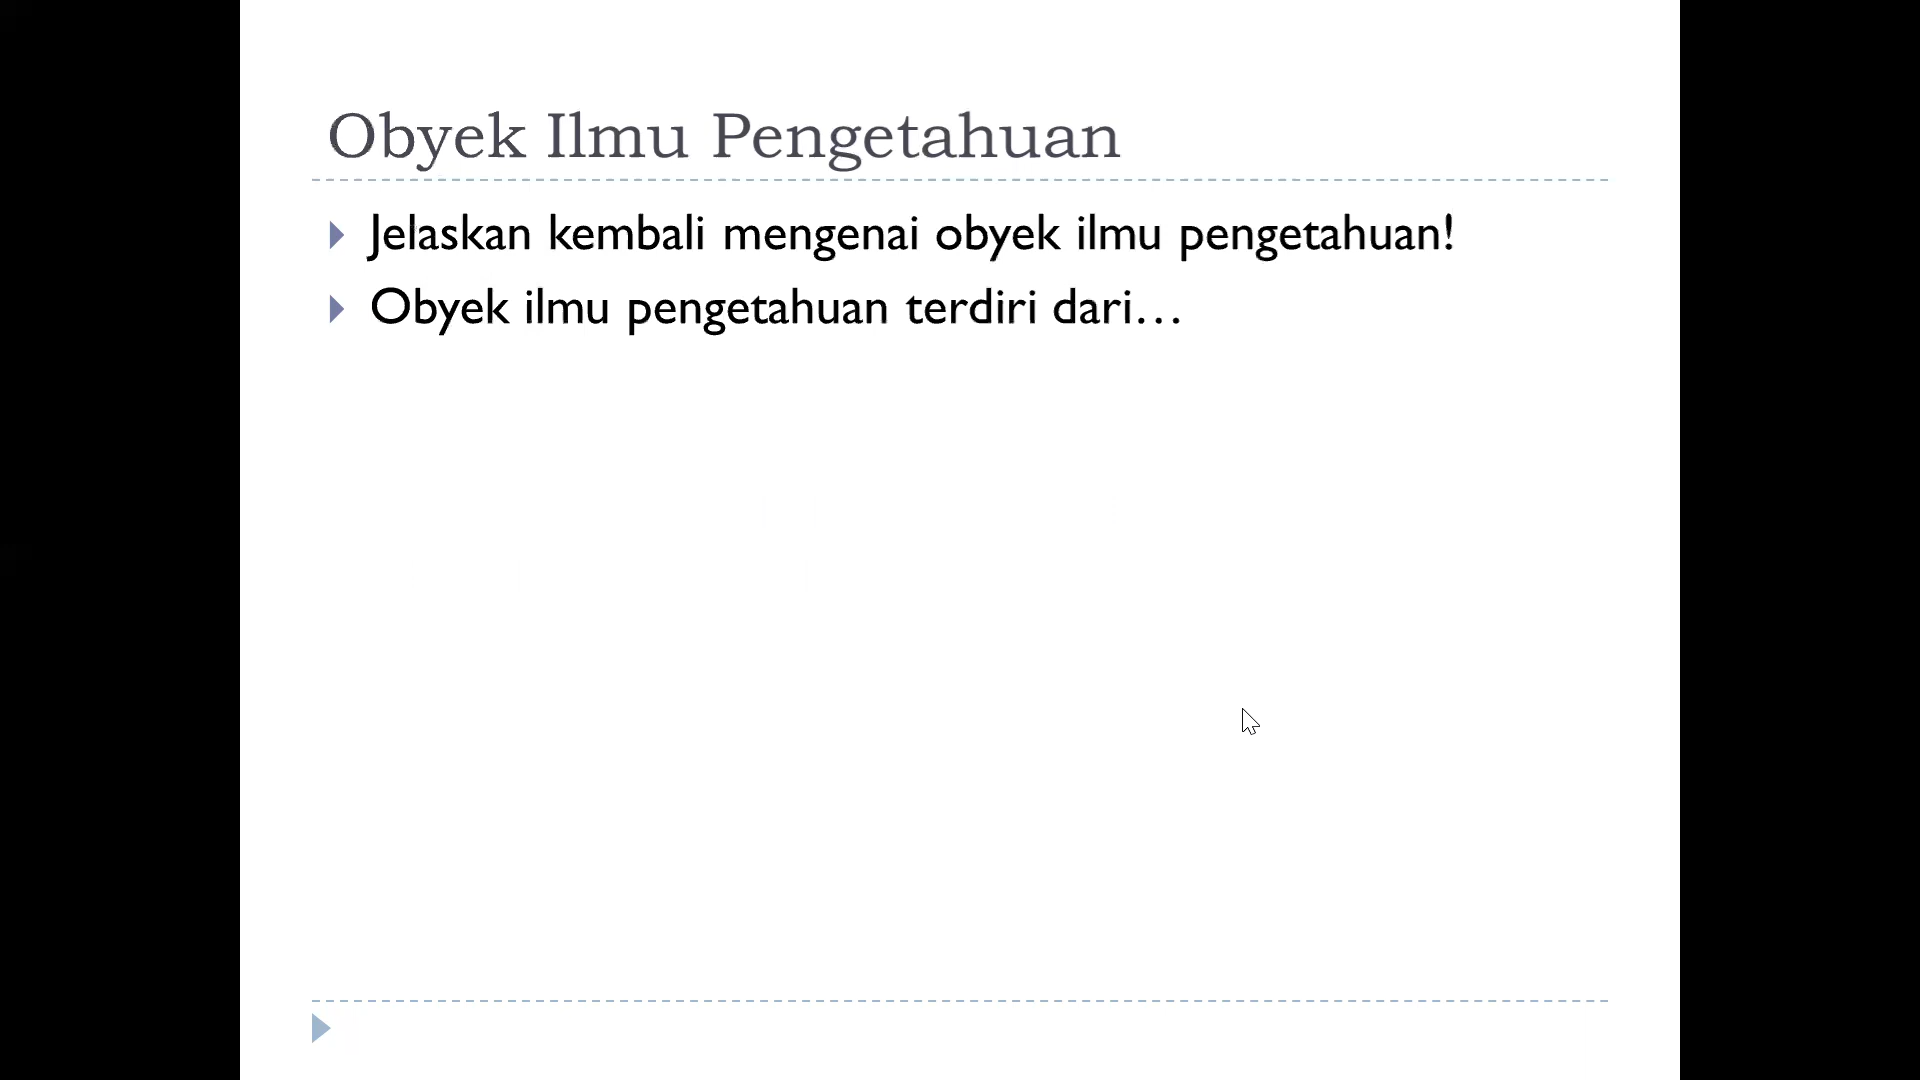 Obyek Ilmu Pengetahuan
Jelaskan kembali mengenai obyek ilmu pengetahuan!
Obyek ilmu pengetahuan terdiri dari…